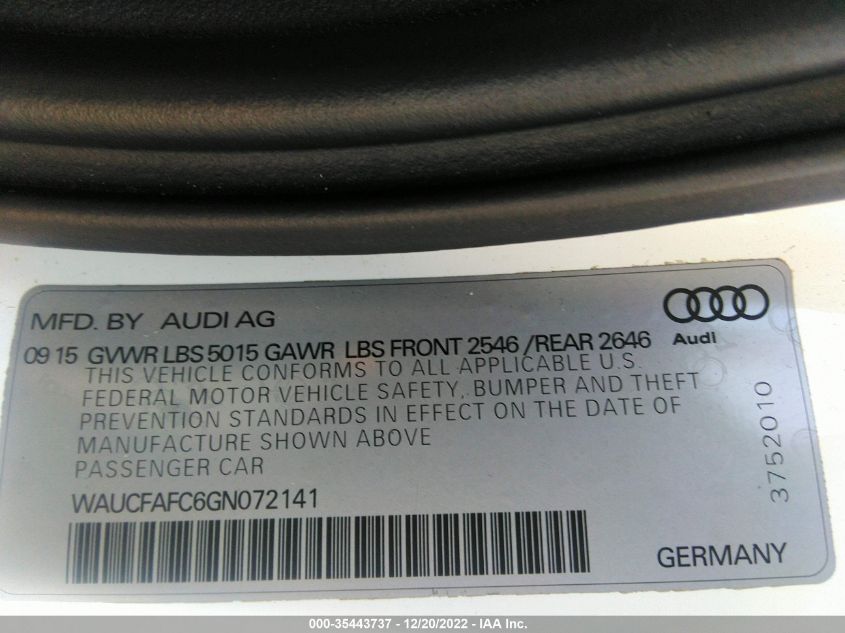 MFD. BY AUDI AG
09 15 GVWR LBS 5015 GAWR LBS FRONT 2546 /REAR 2646
Audi
THIS VEHICLE CONFORMS TO ALL APPLICABLE U.S.
FEDERAL MOTOR VEHICLE SAFETY, BUMPER AND THEFT
PREVENTION STANDARDS IN EFFECT ON THE DATE OF
MANUFACTURE SHOWN ABOVE
PASSENGER CAR
3752010
WAUCFAFC6GN072141
GERMANY
000-35443737 - 12/20/2022 - IAA Inc.